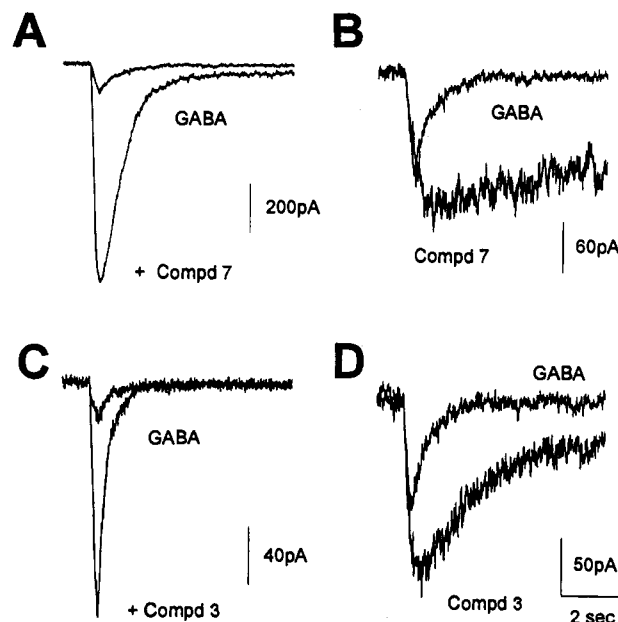 A
GABA
200pA
+ Compd 7
B
GABA
Compd 7
60pA
C
GABA
40pA
+ Compd 3
D
GABA
50pA
Compd 3
2 sec